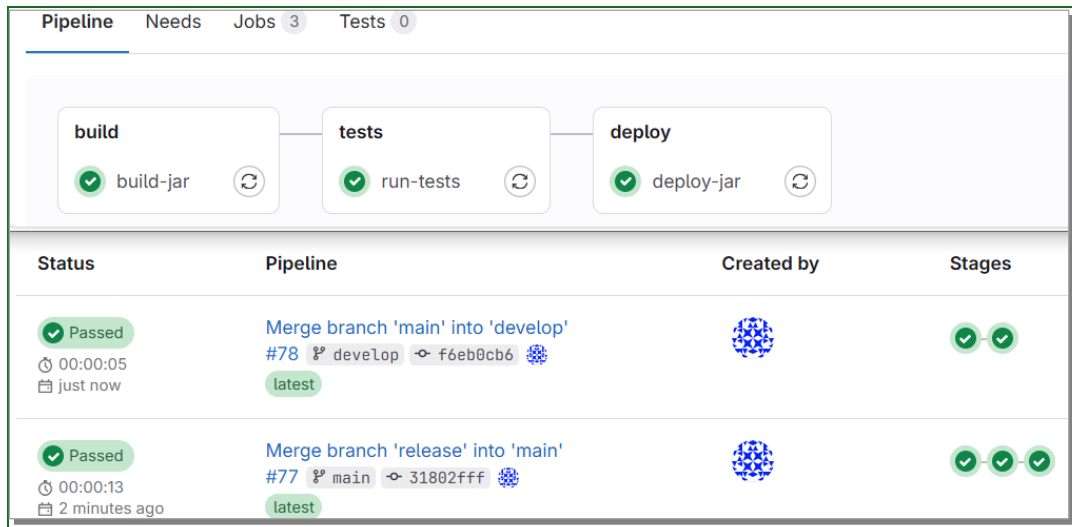 Pipeline Needs Jobs 3 Tests 0
build tests deploy
build-jar run-tests deploy-jar
Status Pipeline Created by Stages
Passed Merge branch 'main' into 'develop'
#78 develop f6eb0cb6
00:00:05
just now latest
Passed Merge branch 'release' into 'main'
#77 main 31802fff
00:00:13
2 minutes ago latest